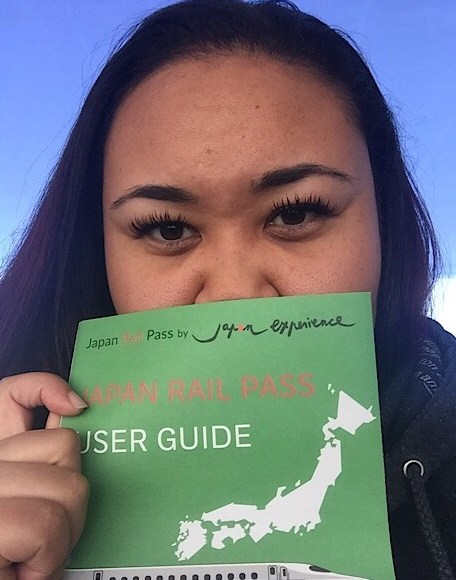 Japan Rail Pass by Japan experience
JAPAN RAIL PASS
USER GUIDE